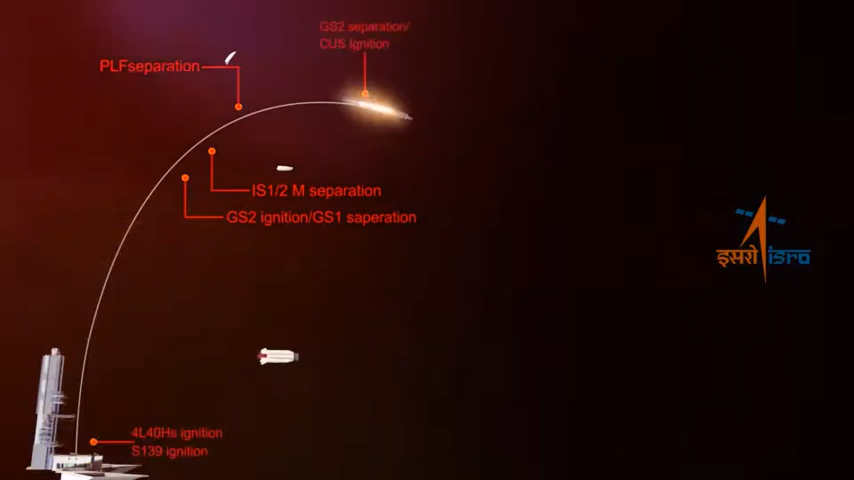 GS2 separation/
CUS Ignition
PLFseparation
IS1/2 M separation
GS2 ignition/GS1 saperation
इसरो isro
4L40Hs ignition
S139 ignition